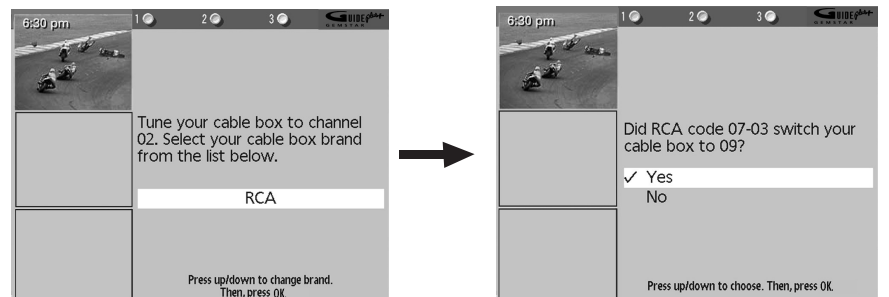 6:30 pm
1 2 3
GUIDE Plus+
GEMSTAR
Tune your cable box to channel
02. Select your cable box brand
from the list below.
RCA
Press up/down to change brand.
Then, press OK.
6:30 pm
1 2 3
GUIDE Plus+
GEMSTAR
Did RCA code 07-03 switch your
cable box to 09?
✓ Yes
No
Press up/down to choose. Then, press OK.